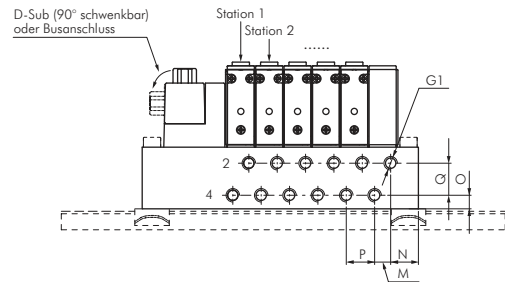 D-Sub (90° schwenkbar)
oder Busanschluss
Station 1
Station 2
......
G1
2
4
Q
O
P
N
M